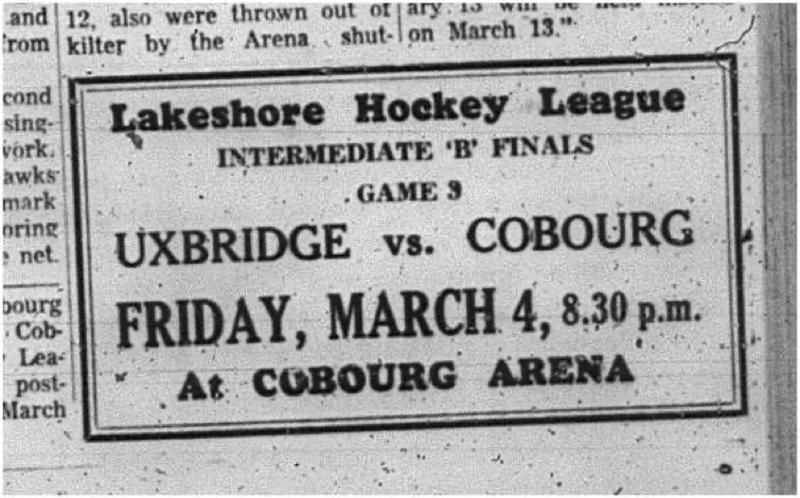 and
from
cond
sing-
work.
awks
mark
oring
net.
bourg
Cob-
Lea-
post-
March
12, also were thrown out of
kilter by the Arena shut-
on March 13."
Lakeshore Hockey League
INTERMEDIATE 'B' FINALS
GAME 3
UXBRIDGE vs. COBOURG
FRIDAY, MARCH 4, 8.30 p.m.
At COBOURG ARENA